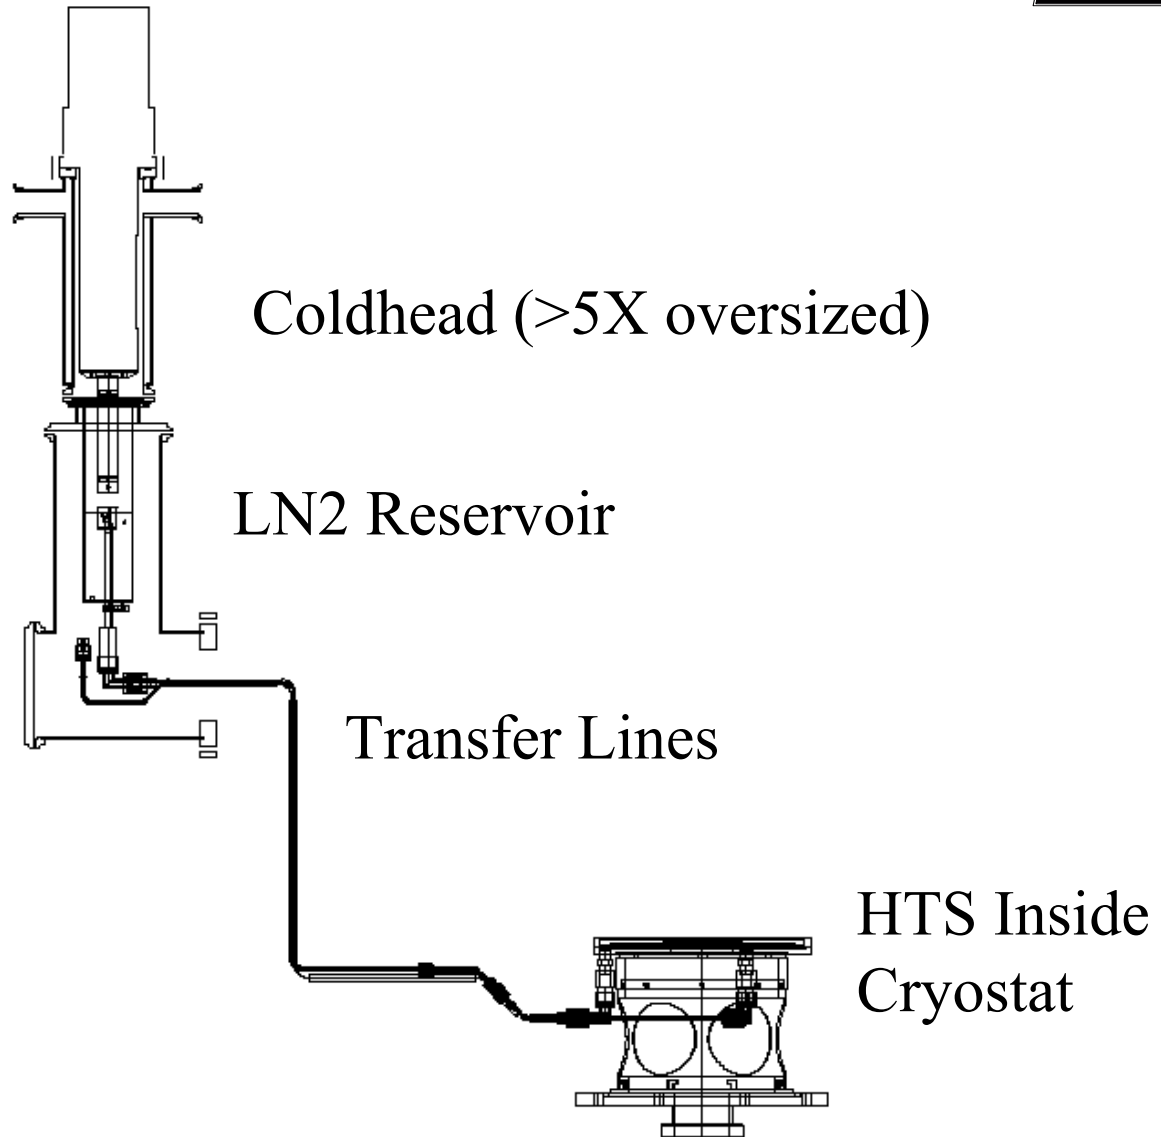 Coldhead (>5X oversized)
LN2 Reservoir
Transfer Lines
HTS Inside
Cryostat